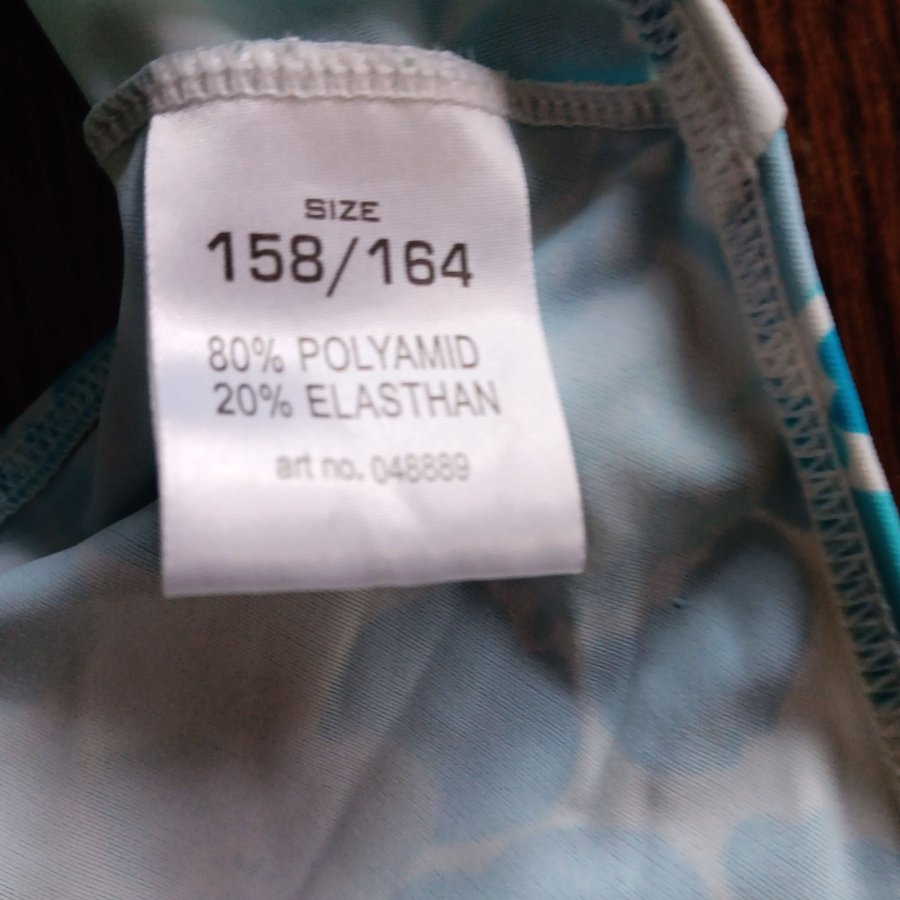 SIZE
158/164
80% POLYAMID
20% ELASTHAN
art no. 048889